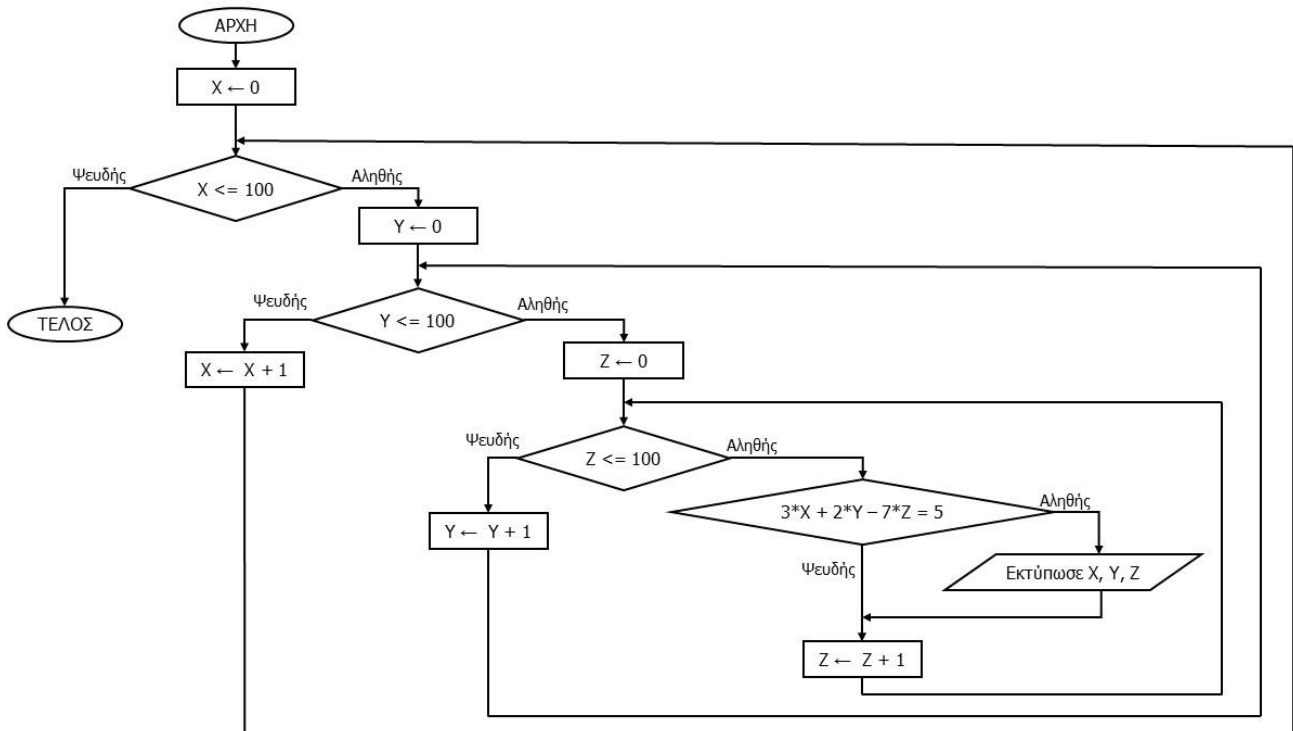 ΑΡΧΗ
X ← 0
Ψευδής
X <= 100
Αληθής
Y ← 0
Ψευδής
Y <= 100
Αληθής
ΤΕΛΟΣ
X ← X + 1
Z ← 0
Ψευδής
Z <= 100
Αληθής
3*X + 2*Y – 7*Z = 5
Αληθής
Y ← Y + 1
Ψευδής
Εκτύπωσε X, Y, Z
Z ← Z + 1